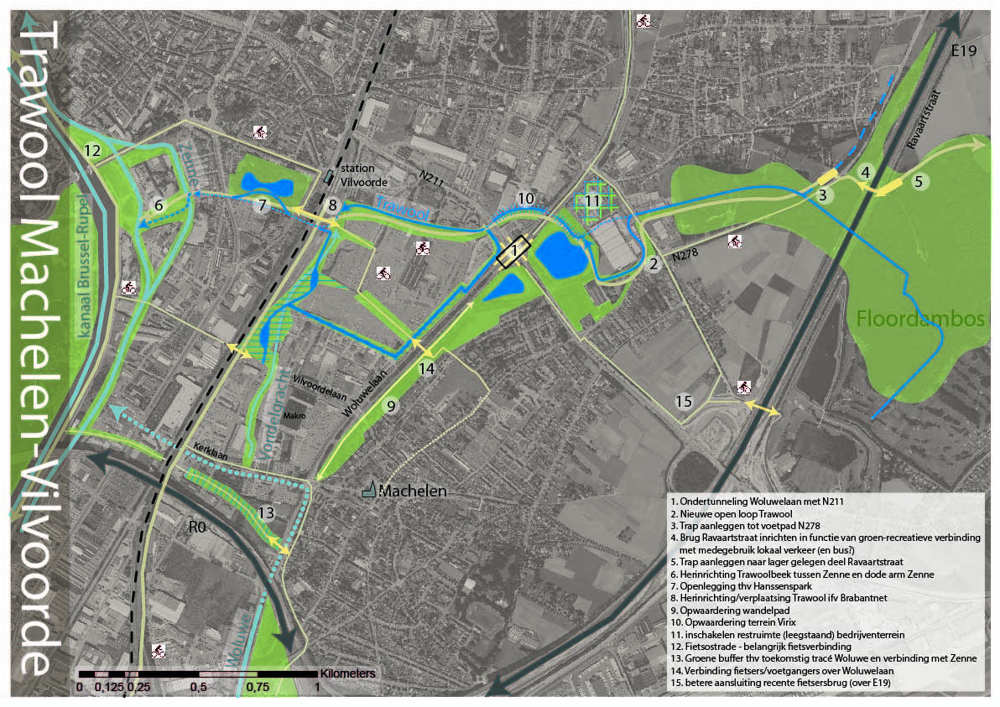 Trawool Machelen-Vilvoorde
E19
Ravaartstraat
12
Zenne
station
Vilvoorde
N211
kanaal Brussel-Rupel
6
7
8
Trawool
10
11
1
2
N278
3
4
5
Floordambos
14
Vilvoordelaan
Woluwelaan
Makro
Vondelgracht
9
15
Kerklaan
Machelen
13
R0
Woluwe
Kilometers
0 0,125 0,25 0,5 0,75 1
1. Ondertunneling Woluwelaan met N211
2. Nieuwe open loop Trawool
3. Trap aanleggen tot voetpad N278
4. Brug Ravaartstraat inrichten in functie van groen-recreatieve verbinding
met medegebruik lokaal verkeer (en bus?)
5. Trap aanleggen naar lager gelegen deel Ravaartstraat
6. Herinrichting Trawoolbeek tussen Zenne en dode arm Zenne
7. Openlegging thv Hanssenspark
8. Herinrichting/verplaatsing Trawool ifv Brabantnet
9. Opwaardering wandelpad
10. Opwaardering terrein Virix
11. inschakelen restruimte (leegstaand) bedrijventerrein
12. Fietsostrade - belangrijk fietsverbinding
13. Groene buffer thv toekomstig tracé Woluwe en verbinding met Zenne
14. Verbinding fietsers/voetgangers over Woluwelaan
15. betere aansluiting recente fietsersbrug (over E19)